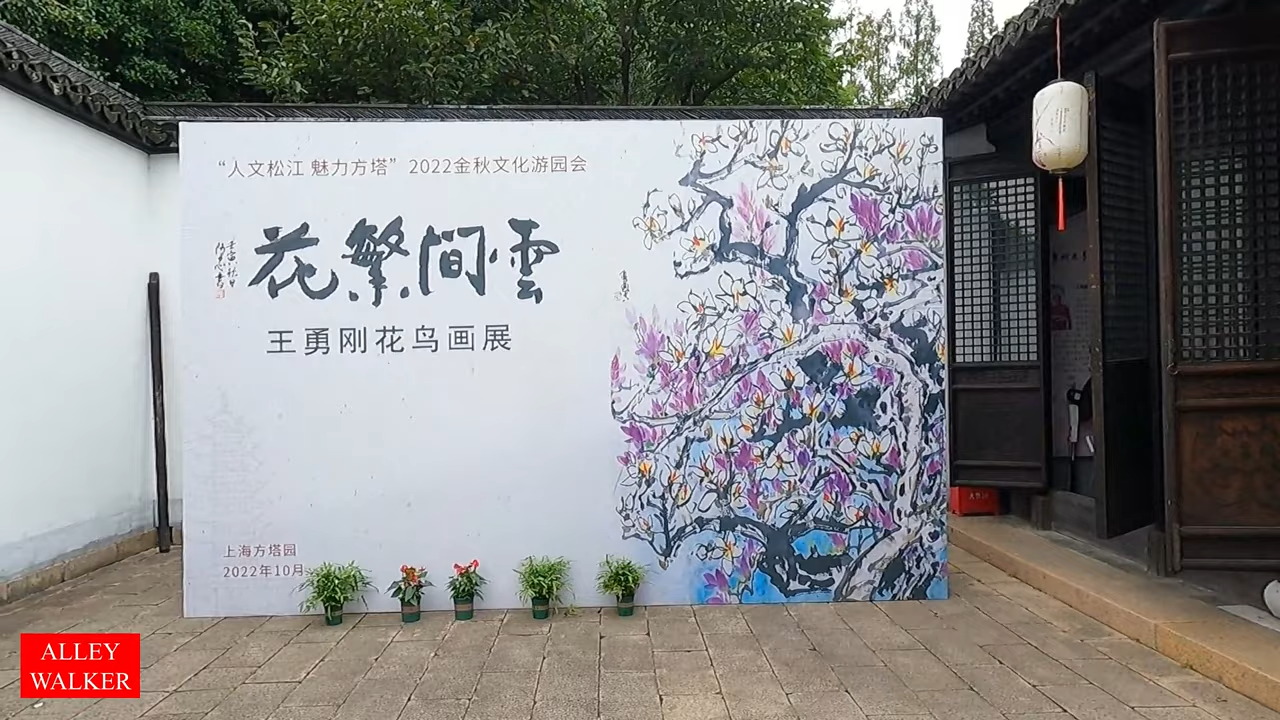 “人文松江 魅力方塔”2022金秋文化游园会
花繁间雲
王勇刚花鸟画展
上海方塔园
2022年10月
ALLEY
WALKER